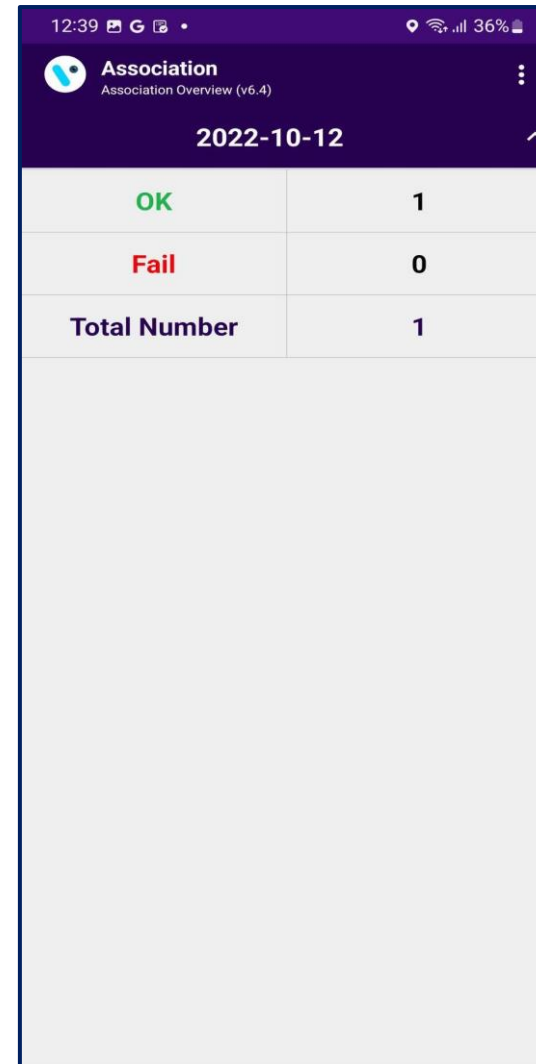 12:39 G 36%
Association
Association Overview (v6.4)
2022-10-12
OK 1
Fail 0
Total Number 1